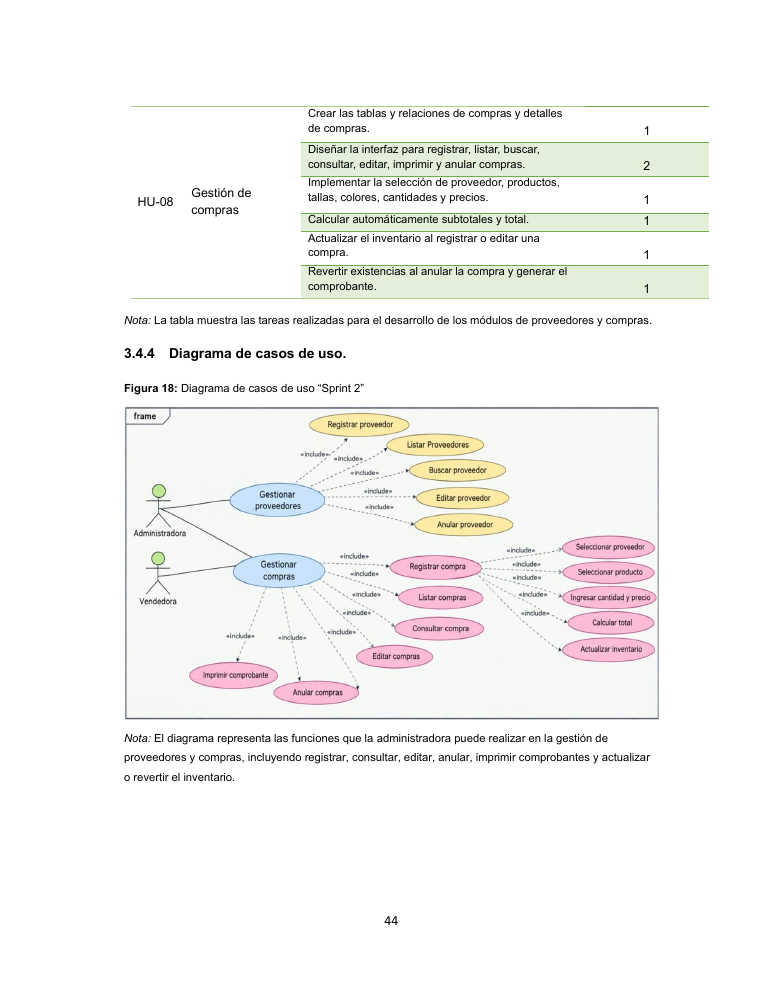 Crear las tablas y relaciones de compras y detalles
de compras.
1
Diseñar la interfaz para registrar, listar, buscar,
consultar, editar, imprimir y anular compras.
2
HU-08
Gestión de
compras
Implementar la selección de proveedor, productos,
tallas, colores, cantidades y precios.
1
Calcular automáticamente subtotales y total.
1
Actualizar el inventario al registrar o editar una
compra.
1
Revertir existencias al anular la compra y generar el
comprobante.
1
Nota: La tabla muestra las tareas realizadas para el desarrollo de los módulos de proveedores y compras.
3.4.4 Diagrama de casos de uso.
Figura 18: Diagrama de casos de uso “Sprint 2”
frame
Registrar proveedor
Listar Proveedores
«include»
«include»
Buscar proveedor
«include»
Gestionar
proveedores
«include»
Editar proveedor
«include»
Anular proveedor
Administradora
Vendedora
Gestionar
compras
«include»
Registrar compra
«include»
Seleccionar proveedor
«include»
Seleccionar producto
«include»
Ingresar cantidad y precio
«include»
Calcular total
«include»
Actualizar inventario
«include»
Listar compras
«include»
Consultar compra
«include»
Editar compras
«include»
«include»
«include»
Imprimir comprobante
Anular compras
Nota: El diagrama representa las funciones que la administradora puede realizar en la gestión de
proveedores y compras, incluyendo registrar, consultar, editar, anular, imprimir comprobantes y actualizar
o revertir el inventario.
44